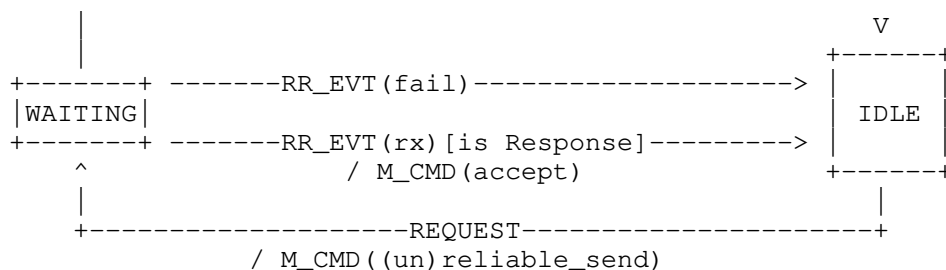 V
-------RR_EVT(fail)-------------------->
|WAITING| | IDLE |
-------RR_EVT(rx)[is Response]--------->
/ M_CMD(accept)
^
+--------------------REQUEST----------------------+
/ M_CMD((un)reliable_send)